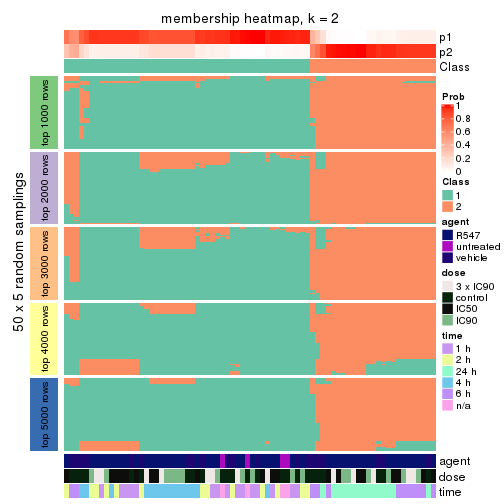 membership heatmap, k = 2
p1
p2
Class
50 x 5 random samplings
top 1000 rows
top 2000 rows
top 3000 rows
top 4000 rows
top 5000 rows
agent
dose
time
Prob
1
0.8
0.6
0.4
0.2
0
Class
1
2
agent
R547
untreated
vehicle
dose
3 x IC90
control
IC50
IC90
time
1 h
2 h
24 h
4 h
6 h
n/a